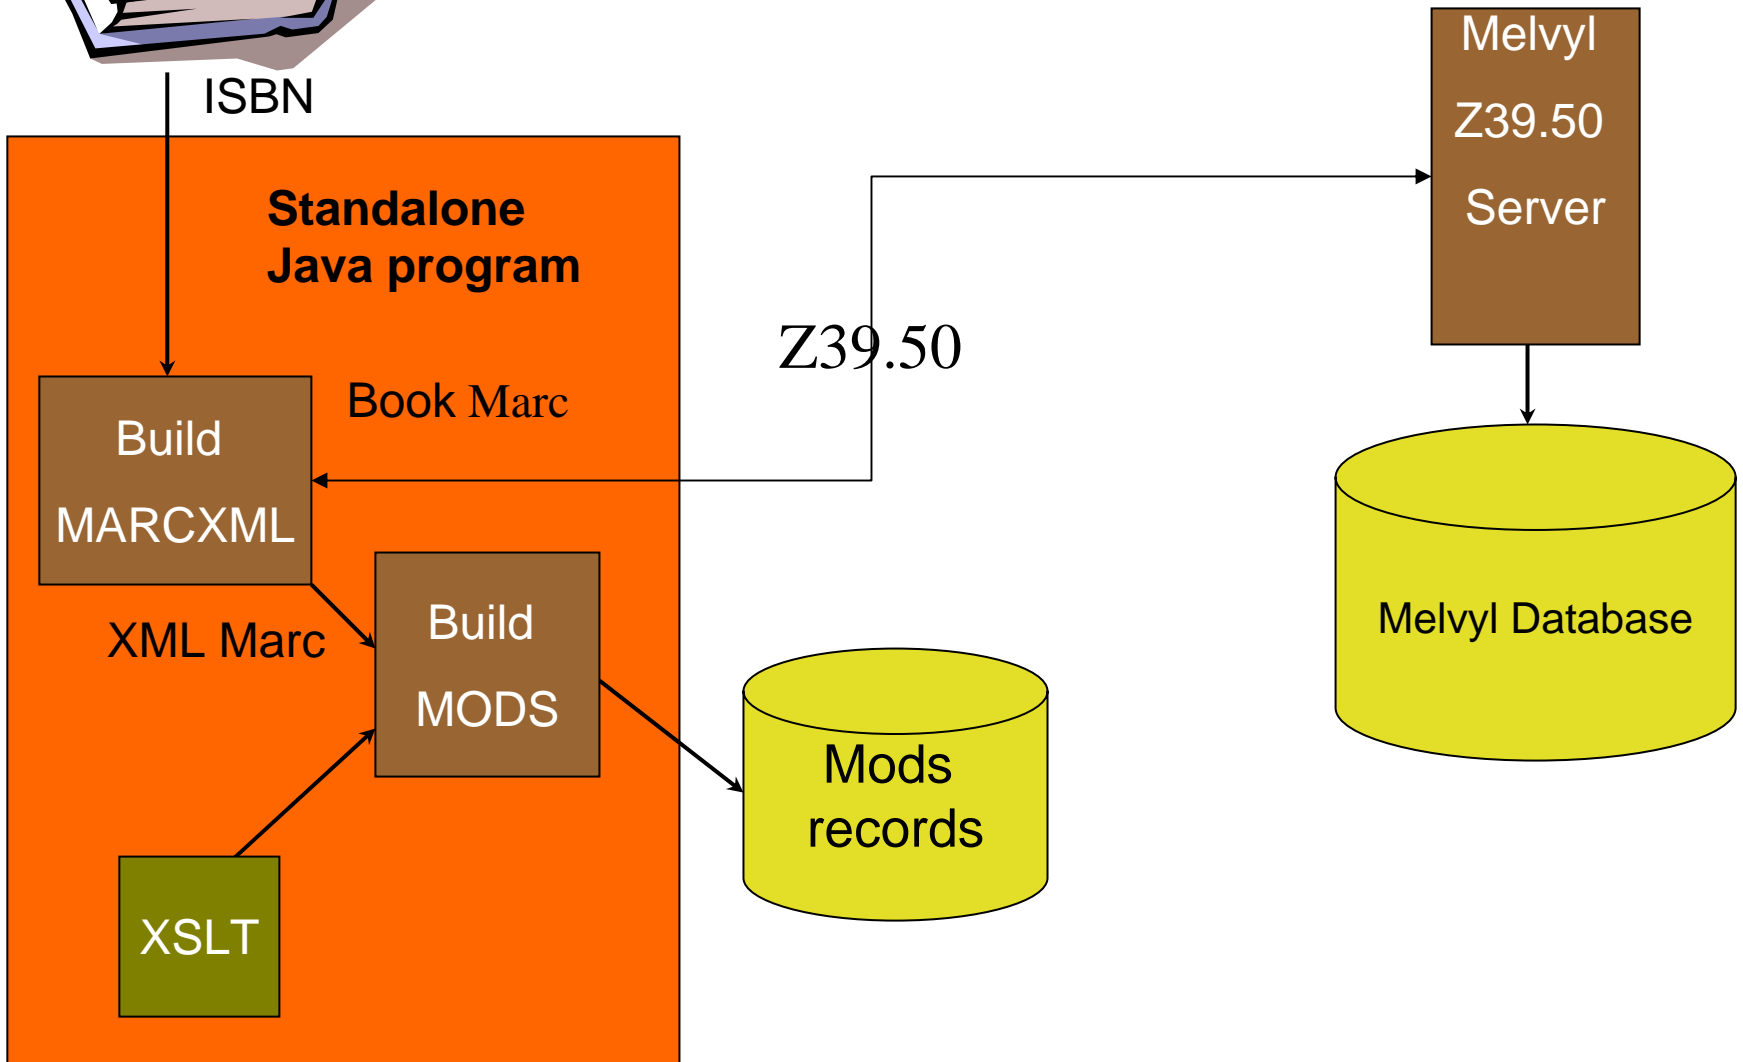 ISBN
Standalone
Java program
Book Marc
Build
MARCXML
XML Marc
Build
MODS
XSLT
Z39.50
Mods
records
Melvyl
Z39.50
Server
Melvyl Database